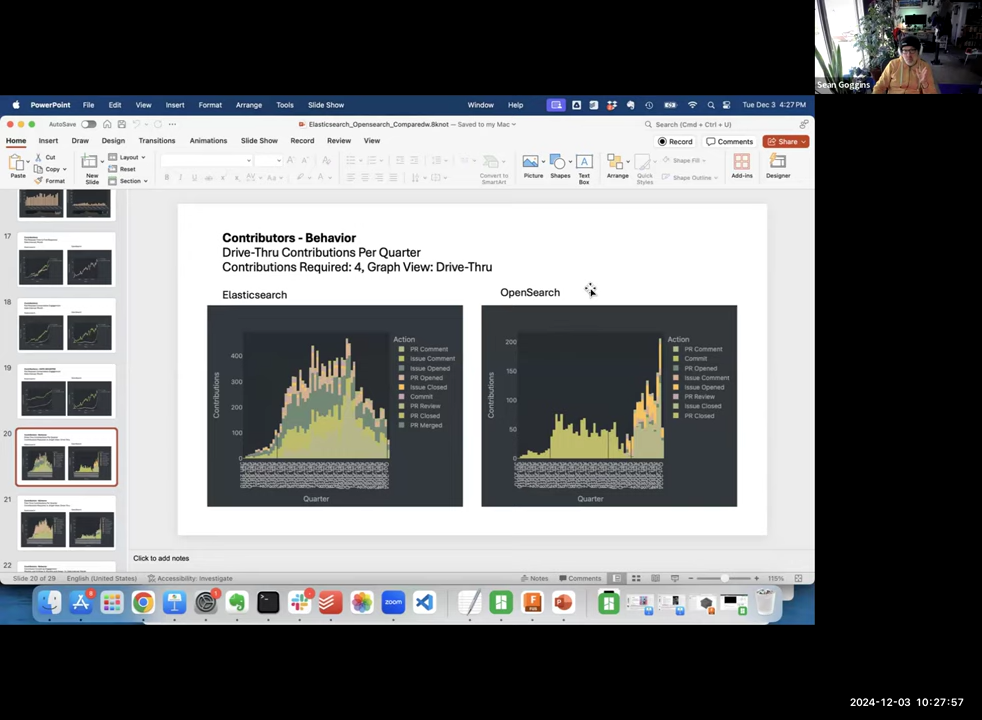 Sean Goggins
PowerPoint File Edit View Insert Format Arrange Tools Slide Show Window Help Tue Dec 3 4:27 PM
AutoSave Elasticsearch_Opensearch_Comparedw.8knot — Saved to my Mac Search (Cmd + Ctrl + U)
Home Insert Draw Design Transitions Animations Slide Show Record Review View Record Comments Share
Paste Cut Copy Format New Slide Layout Reset Section Convert to SmartArt Picture Shapes Text Box Arrange Quick Styles Shape Fill Shape Outline Add-ins Designer
17
18
19
20
21
22
Contributors - Behavior
Drive-Thru Contributions Per Quarter
Contributions Required: 4, Graph View: Drive-Thru
Elasticsearch
Contributions
400
300
200
100
0
Quarter
Action
PR Comment
Issue Comment
Issue Opened
PR Opened
Issue Closed
Commit
PR Review
PR Closed
PR Merged
OpenSearch
Contributions
200
150
100
50
0
Quarter
Action
PR Comment
Commit
PR Opened
Issue Comment
Issue Opened
PR Review
Issue Closed
PR Closed
Click to add notes
Slide 20 of 29 English (United States) Accessibility: Investigate Notes Comments 115%
zoom
2024-12-03 10:27:57